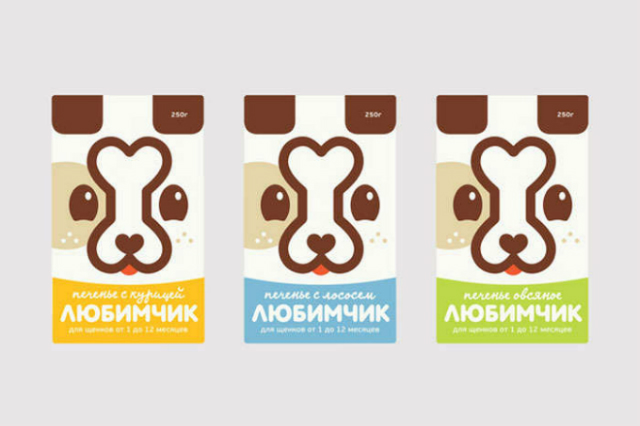 250г
печенье с курицей
ЛЮБИМЧИК
для щенков от 1 до 12 месяцев
250г
печенье с лососем
ЛЮБИМЧИК
для щенков от 1 до 12 месяцев
250г
печенье овсяное
ЛЮБИМЧИК
для щенков от 1 до 12 месяцев